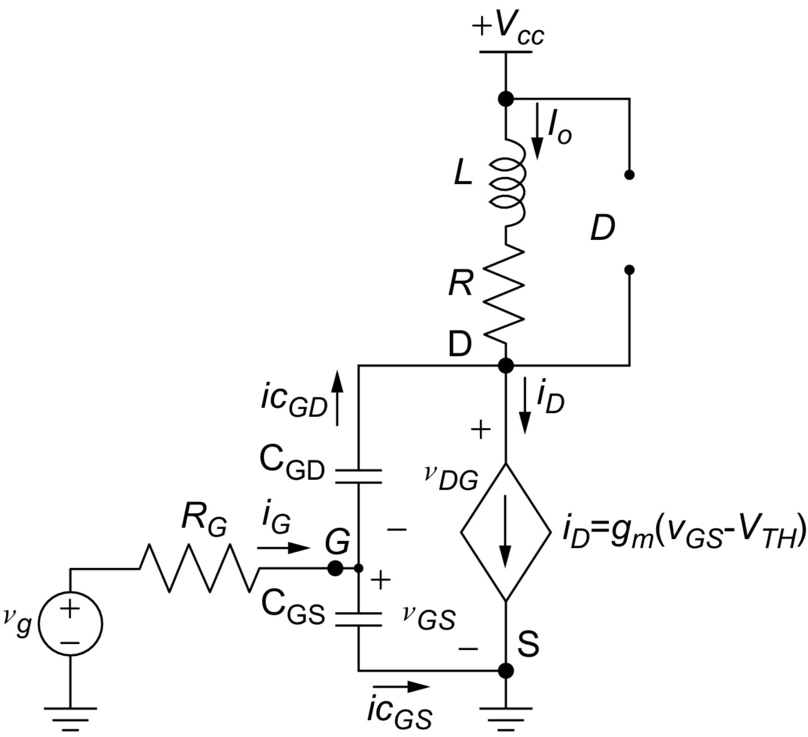 +Vcc
Io
L
D
R
D
iD
icGD
+
CGD
vDG
RG
iG
G
−
iD=gm(vGS-VTH)
+
vg
+
−
CGS
vGS
−
S
icGS